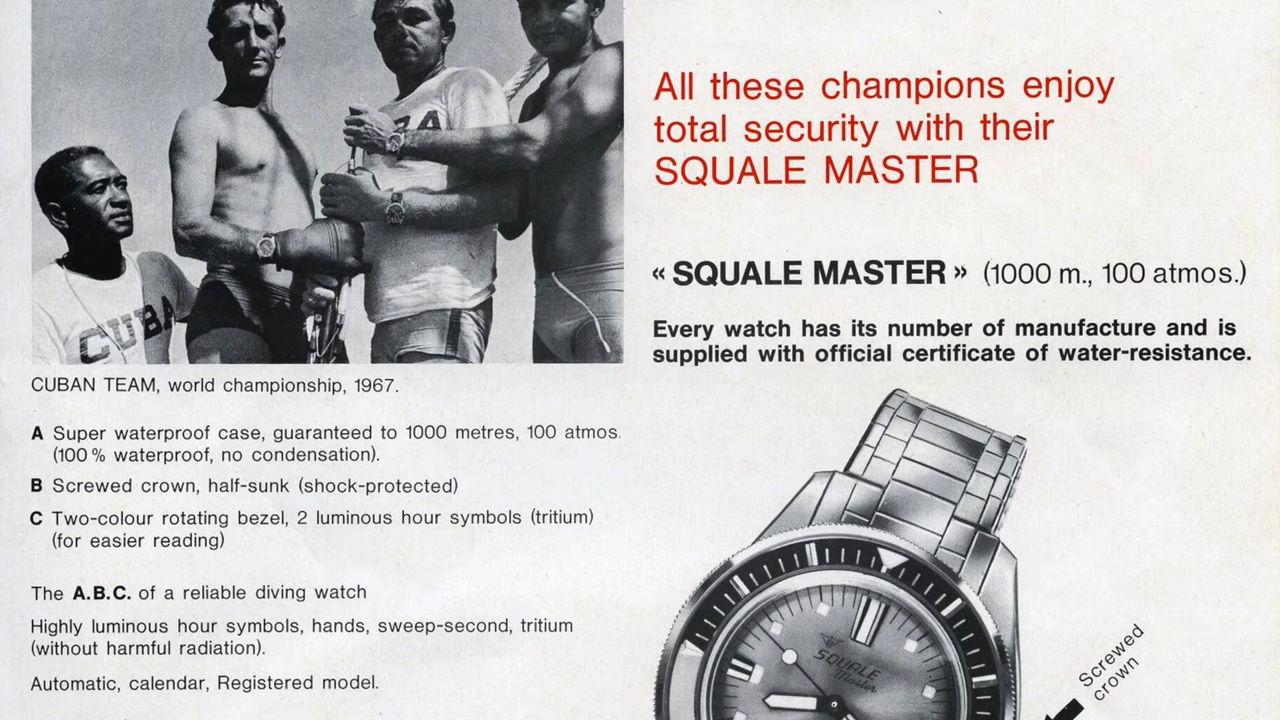 CUBA
BA
CUBAN TEAM, world championship, 1967.
A Super waterproof case, guaranteed to 1000 metres, 100 atmos.
(100 % waterproof, no condensation).
B Screwed crown, half-sunk (shock-protected)
C Two-colour rotating bezel, 2 luminous hour symbols (tritium)
(for easier reading)
The A.B.C. of a reliable diving watch
Highly luminous hour symbols, hands, sweep-second, tritium
(without harmful radiation).
Automatic, calendar, Registered model.
All these champions enjoy
total security with their
SQUALE MASTER
« SQUALE MASTER » (1000 m., 100 atmos.)
Every watch has its number of manufacture and is
supplied with official certificate of water-resistance.
SQUALE
Master
Screwed
crown